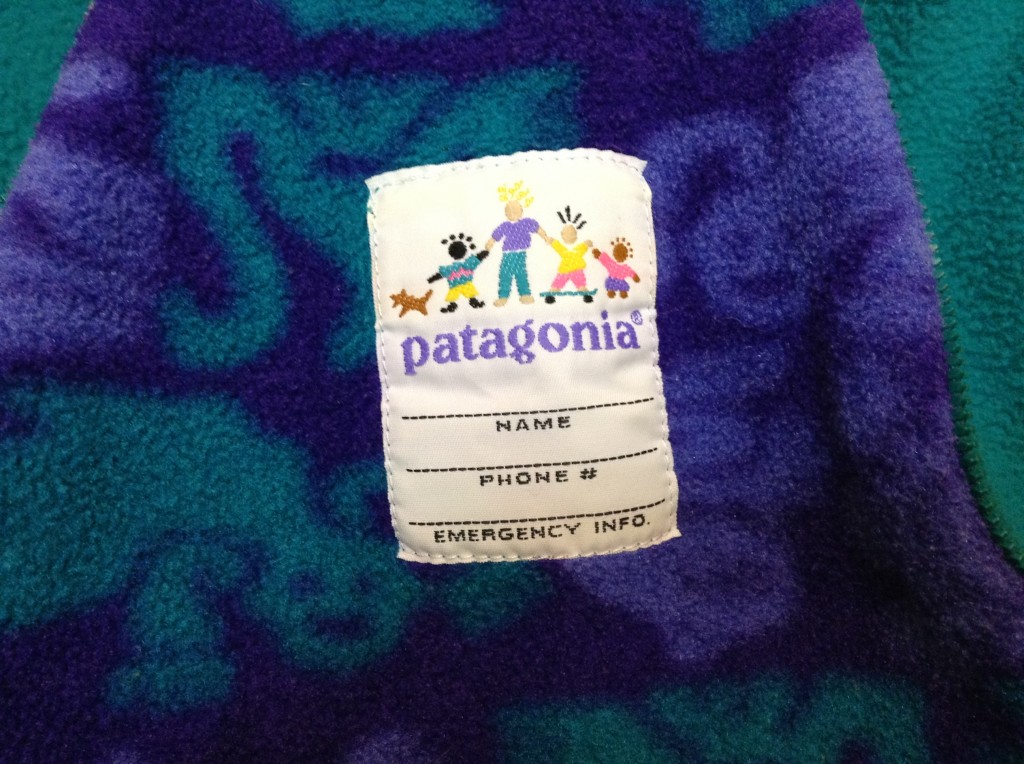 patagonia®
NAME
PHONE #
EMERGENCY INFO.